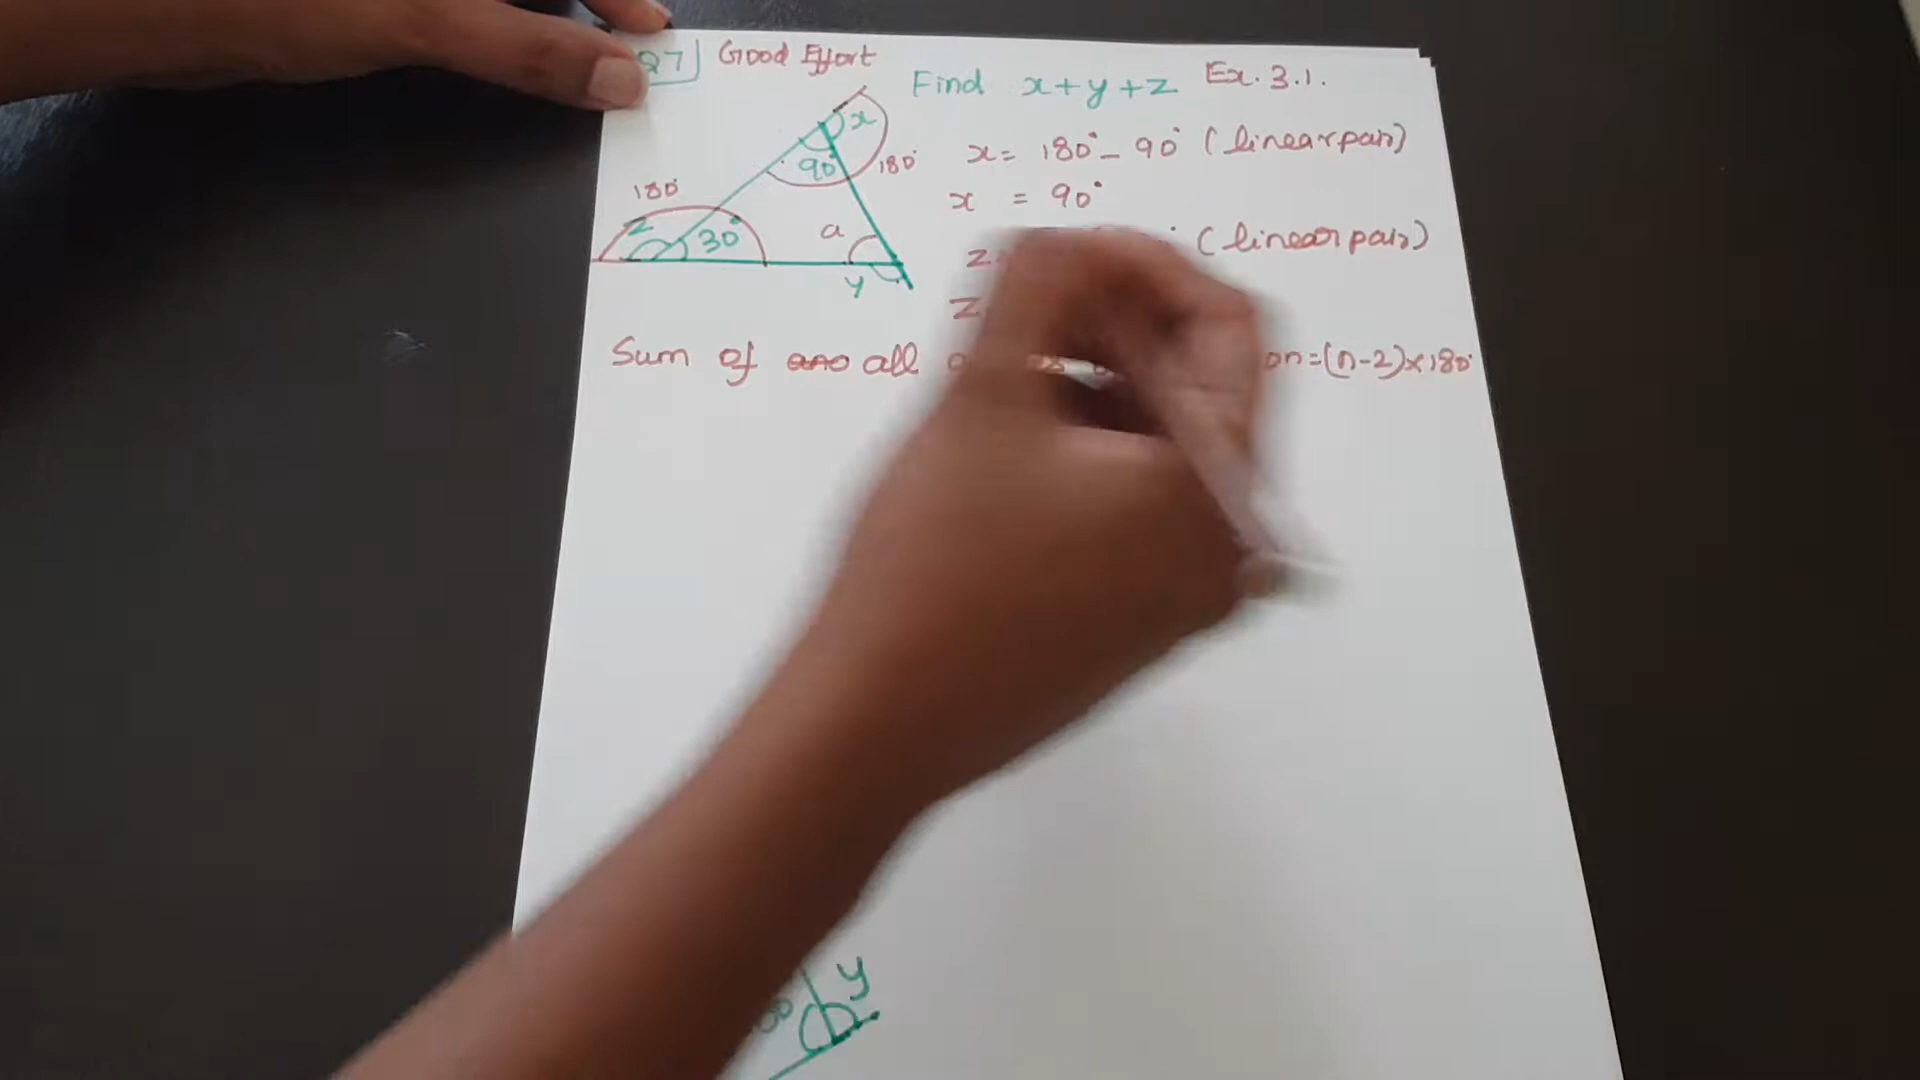 Q7 Good Effort
Find x+y+z Ex. 3.1.
x
90°
180°
x = 180° - 90° (linear pair)
180°
x = 90°
z
30°
a
z (linear pair)
y
z
Sum of all = (n-2)×180°
y